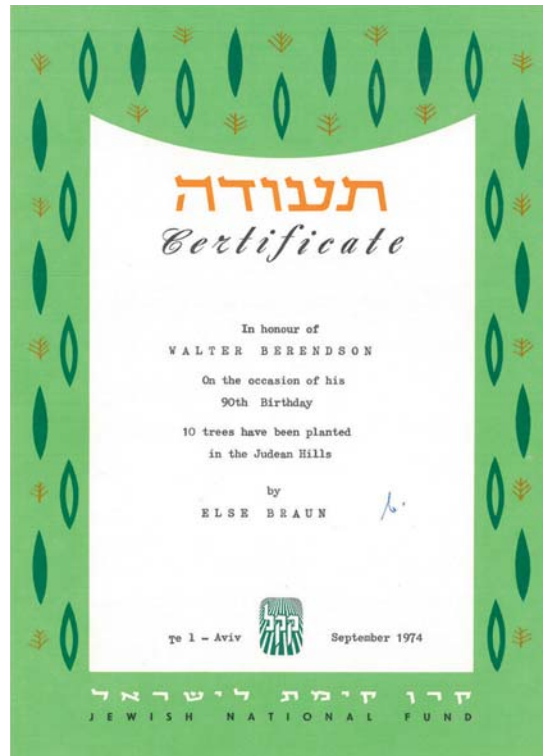 תעודה
Certificate
In honour of
WALTER BERENDSON
On the occasion of his
90th Birthday
10 trees have been planted
in the Judean Hills
by
ELSE BRAUN
Te l - Aviv
קקל
September 1974
קרן קימת לישראל
JEWISH NATIONAL FUND